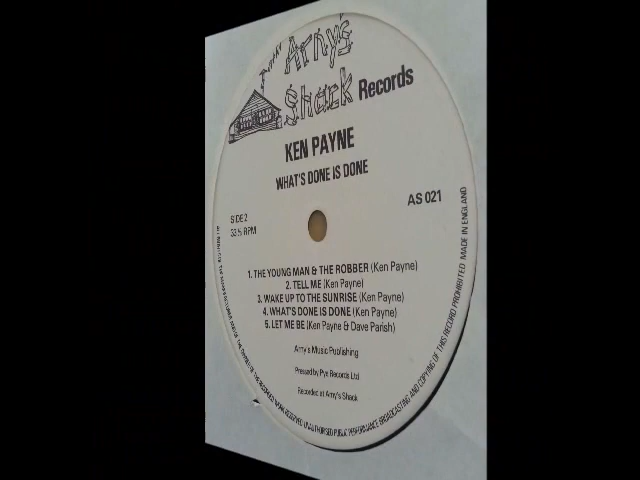 Arny's
Shack Records
KEN PAYNE
WHAT'S DONE IS DONE
AS 021
SIDE 2
33⅓ RPM
1. THE YOUNG MAN & THE ROBBER (Ken Payne)
2. TELL ME (Ken Payne)
3. WAKE UP TO THE SUNRISE (Ken Payne)
4. WHAT'S DONE IS DONE (Ken Payne)
5. LET ME BE (Ken Payne & Dave Parish)
Arny's Music Publishing
Pressed by Pye Records Ltd
Recorded at Arny's Shack
UNAUTHORISED PUBLIC PERFORMANCE BROADCASTING AND COPYING OF THIS RECORD PROHIBITED MADE IN ENGLAND